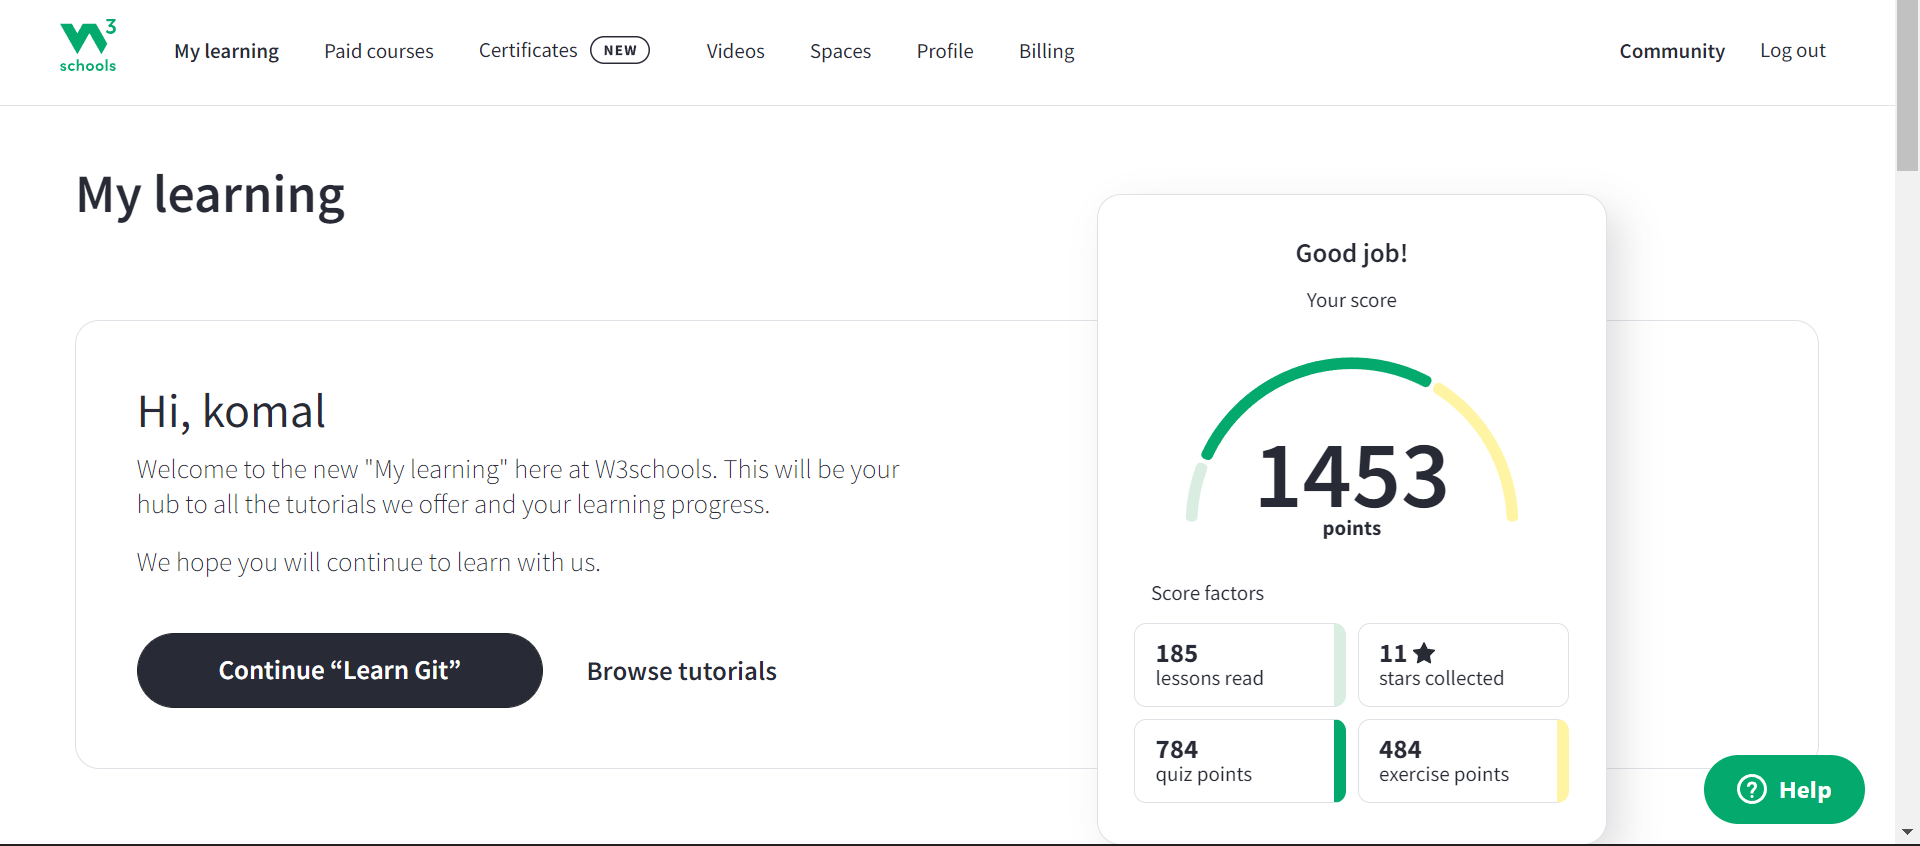 W3
schools
My learning
Paid courses
Certificates
NEW
Videos
Spaces
Profile
Billing
Community
Log out
My learning
Hi, komal
Welcome to the new "My learning" here at W3schools. This will be your
hub to all the tutorials we offer and your learning progress.
We hope you will continue to learn with us.
Continue “Learn Git”
Browse tutorials
Good job!
Your score
1453
points
Score factors
185
lessons read
11
stars collected
784
quiz points
484
exercise points
? Help